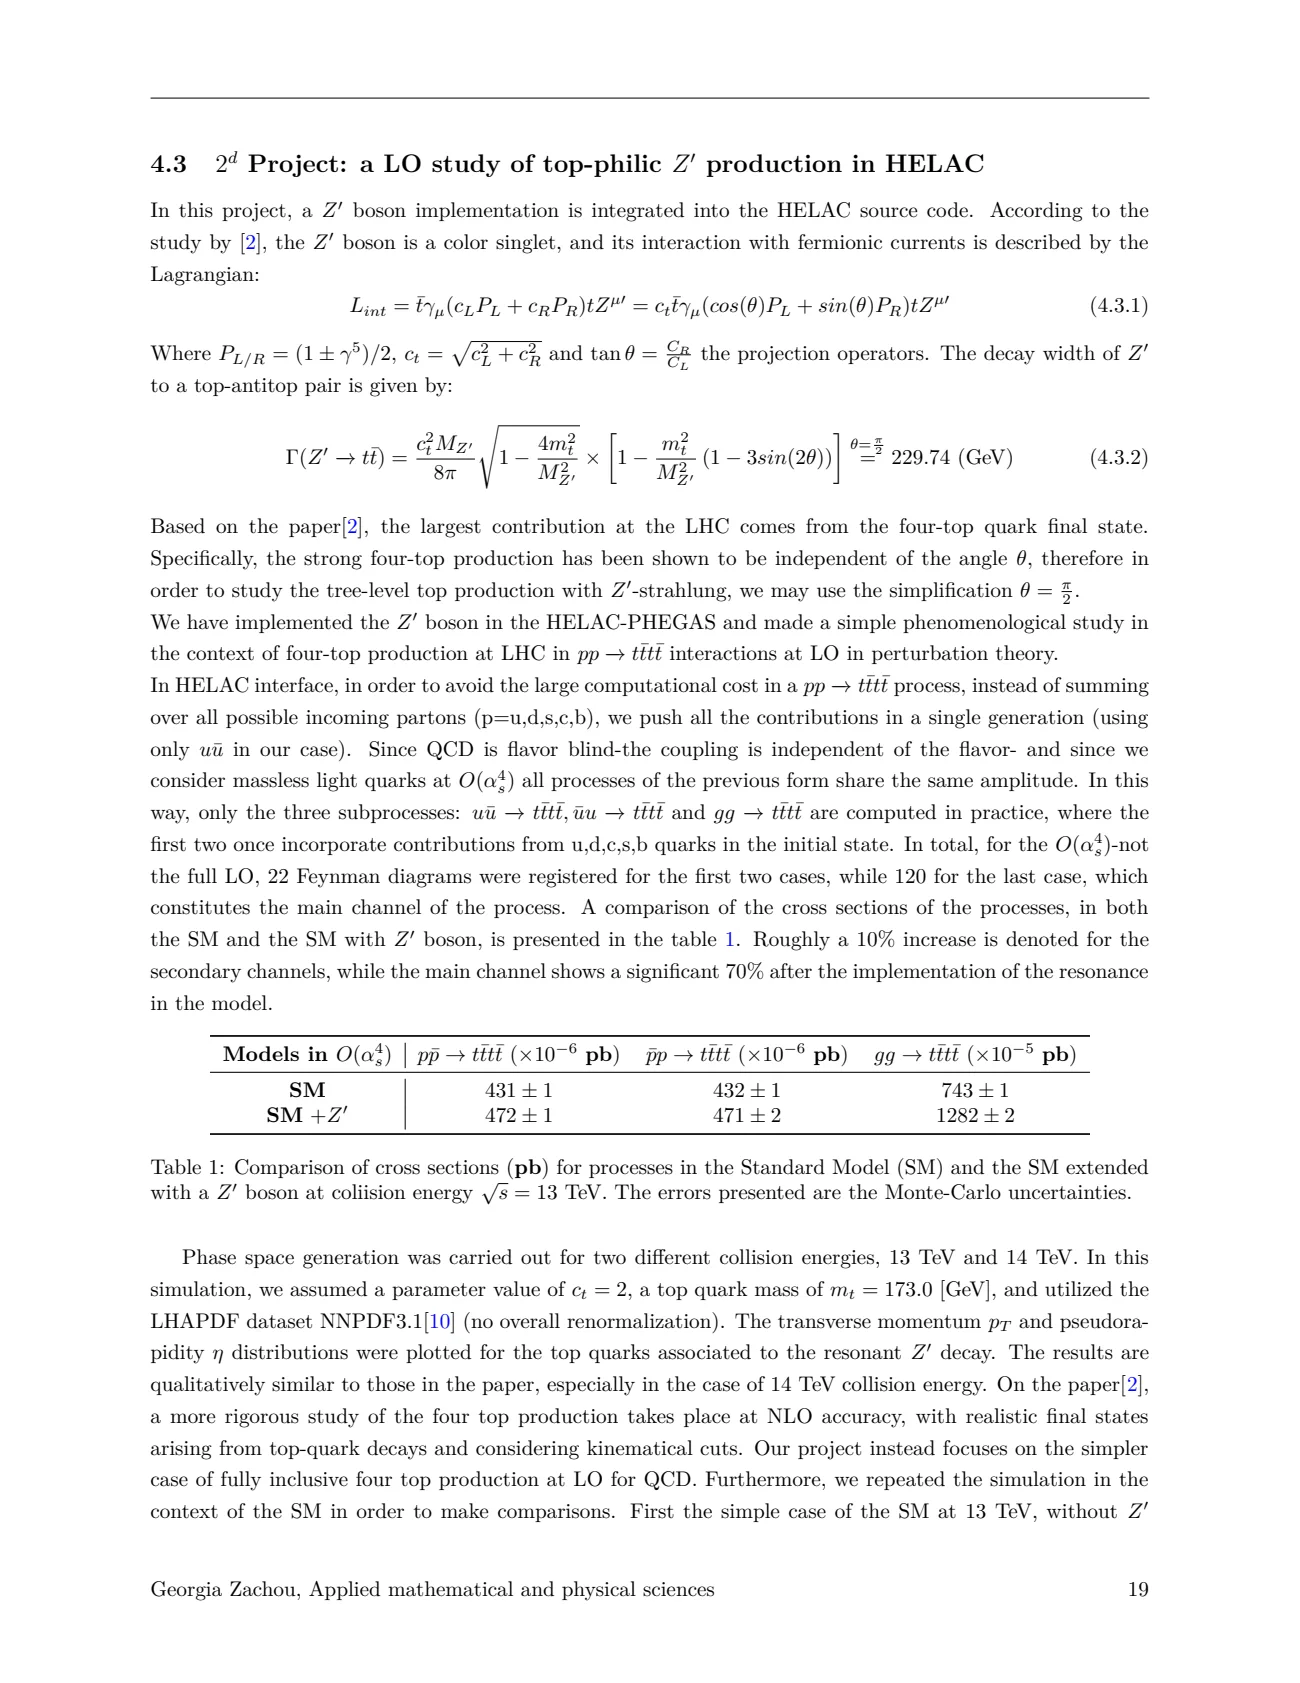 4.3 2^d Project: a LO study of top-philic Z′ production in HELAC
In this project, a Z′ boson implementation is integrated into the HELAC source code. According to the
study by [2], the Z′ boson is a color singlet, and its interaction with fermionic currents is described by the
Lagrangian:
L_{int} = t̄γ_μ(c_L P_L + c_R P_R)tZ^{μ′} = c_t t̄γ_μ(cos(θ)P_L + sin(θ)P_R)tZ^{μ′} (4.3.1)
Where P_{L/R} = (1 ± γ^5)/2, c_t = \sqrt{c_L^2 + c_R^2} and tan θ = \frac{C_R}{C_L} the projection operators. The decay width of Z′
to a top-antitop pair is given by:
Γ(Z′ → tt̄) = \frac{c_t^2 M_{Z′}}{8π} \sqrt{1 − \frac{4m_t^2}{M_{Z′}^2}} × [1 − \frac{m_t^2}{M_{Z′}^2} (1 − 3sin(2θ))] \overset{θ=\frac{π}{2}}{=} 229.74 (GeV) (4.3.2)
Based on the paper[2], the largest contribution at the LHC comes from the four-top quark final state.
Specifically, the strong four-top production has been shown to be independent of the angle θ, therefore in
order to study the tree-level top production with Z′-strahlung, we may use the simplification θ = \frac{π}{2}.
We have implemented the Z′ boson in the HELAC-PHEGAS and made a simple phenomenological study in
the context of four-top production at LHC in pp → tt̄tt̄ interactions at LO in perturbation theory.
In HELAC interface, in order to avoid the large computational cost in a pp → tt̄tt̄ process, instead of summing
over all possible incoming partons (p=u,d,s,c,b), we push all the contributions in a single generation (using
only uū in our case). Since QCD is flavor blind-the coupling is independent of the flavor- and since we
consider massless light quarks at O(α_s^4) all processes of the previous form share the same amplitude. In this
way, only the three subprocesses: uū → tt̄tt̄, ūu → tt̄tt̄ and gg → tt̄tt̄ are computed in practice, where the
first two once incorporate contributions from u,d,c,s,b quarks in the initial state. In total, for the O(α_s^4)-not
the full LO, 22 Feynman diagrams were registered for the first two cases, while 120 for the last case, which
constitutes the main channel of the process. A comparison of the cross sections of the processes, in both
the SM and the SM with Z′ boson, is presented in the table 1. Roughly a 10% increase is denoted for the
secondary channels, while the main channel shows a significant 70% after the implementation of the resonance
in the model.
Models in O(α_s^4) pp̄ → tt̄tt̄ (×10^{−6} pb) p̄p → tt̄tt̄ (×10^{−6} pb) gg → tt̄tt̄ (×10^{−5} pb)
SM 431 ± 1 432 ± 1 743 ± 1
SM +Z′ 472 ± 1 471 ± 2 1282 ± 2
Table 1: Comparison of cross sections (pb) for processes in the Standard Model (SM) and the SM extended
with a Z′ boson at coliision energy √s = 13 TeV. The errors presented are the Monte-Carlo uncertainties.
Phase space generation was carried out for two different collision energies, 13 TeV and 14 TeV. In this
simulation, we assumed a parameter value of c_t = 2, a top quark mass of m_t = 173.0 [GeV], and utilized the
LHAPDF dataset NNPDF3.1[10] (no overall renormalization). The transverse momentum p_T and pseudora-
pidity η distributions were plotted for the top quarks associated to the resonant Z′ decay. The results are
qualitatively similar to those in the paper, especially in the case of 14 TeV collision energy. On the paper[2],
a more rigorous study of the four top production takes place at NLO accuracy, with realistic final states
arising from top-quark decays and considering kinematical cuts. Our project instead focuses on the simpler
case of fully inclusive four top production at LO for QCD. Furthermore, we repeated the simulation in the
context of the SM in order to make comparisons. First the simple case of the SM at 13 TeV, without Z′
Georgia Zachou, Applied mathematical and physical sciences 19